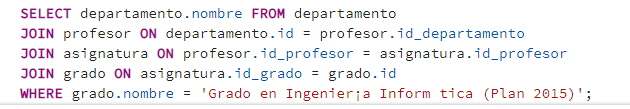 SELECT departamento.nombre FROM departamento
JOIN profesor ON departamento.id = profesor.id_departamento
JOIN asignatura ON profesor.id_profesor = asignatura.id_profesor
JOIN grado ON asignatura.id_grado = grado.id
WHERE grado.nombre = 'Grado en Ingenier¡a Inform tica (Plan 2015)';